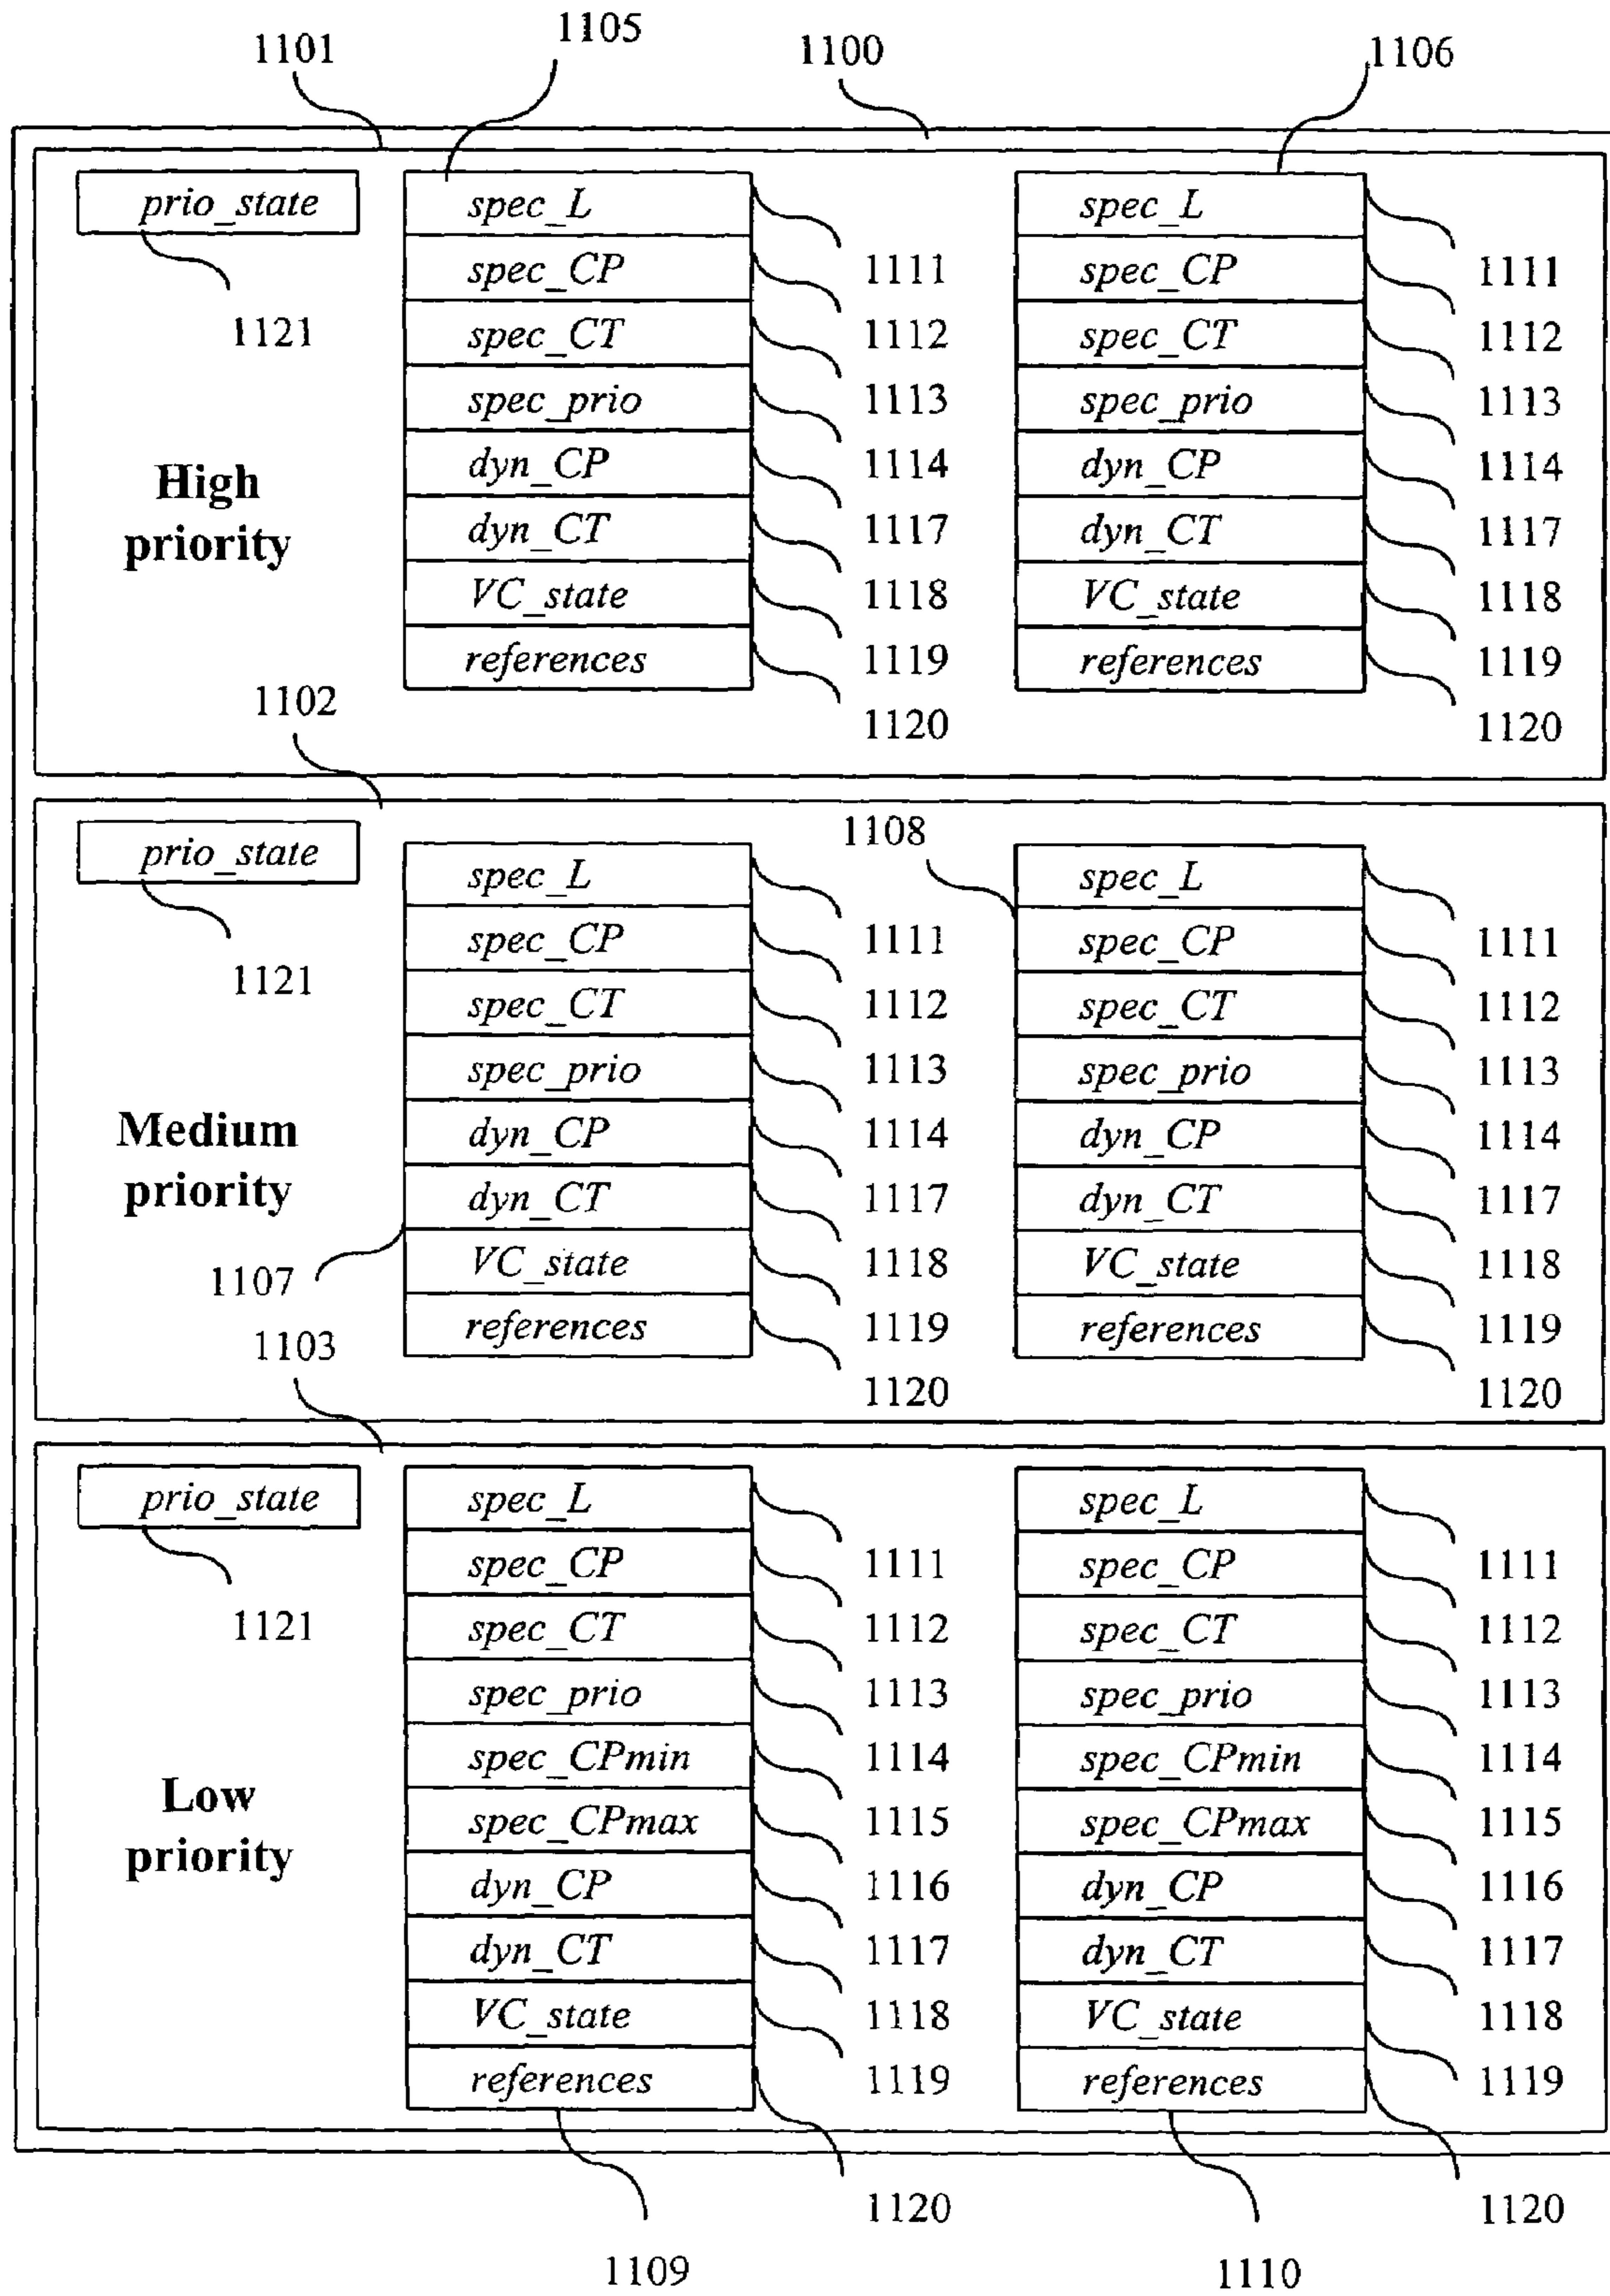 1101 1105 1100 1106
prio_state spec_L spec_L
spec_CP 1111 spec_CP 1111
1121 spec_CT 1112 spec_CT 1112
spec_prio 1113 spec_prio 1113
High priority
dyn_CP 1114 dyn_CP 1114
dyn_CT 1117 dyn_CT 1117
VC_state 1118 VC_state 1118
references 1119 references 1119
1102 1120 1120
prio_state 1108
spec_L spec_L
1121 spec_CP 1111 spec_CP 1111
spec_CT 1112 spec_CT 1112
spec_prio 1113 spec_prio 1113
Medium priority
dyn_CP 1114 dyn_CP 1114
dyn_CT 1117 dyn_CT 1117
1107 VC_state 1118 VC_state 1118
references 1119 references 1119
1103 1120 1120
prio_state spec_L spec_L
spec_CP 1111 spec_CP 1111
1121 spec_CT 1112 spec_CT 1112
spec_prio 1113 spec_prio 1113
spec_CPmin 1114 spec_CPmin 1114
Low priority
spec_CPmax 1115 spec_CPmax 1115
dyn_CP 1116 dyn_CP 1116
dyn_CT 1117 dyn_CT 1117
VC_state 1118 VC_state 1118
references 1119 references 1119
1120 1120
1109 1110